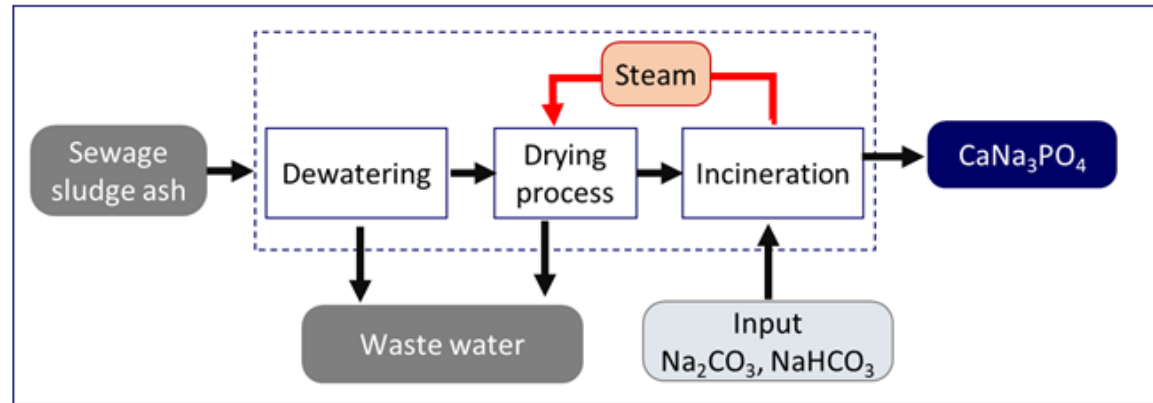 Steam
Sewage
sludge ash
Dewatering
Drying
process
Incineration
CaNa₃PO₄
Waste water
Input
Na₂CO₃, NaHCO₃